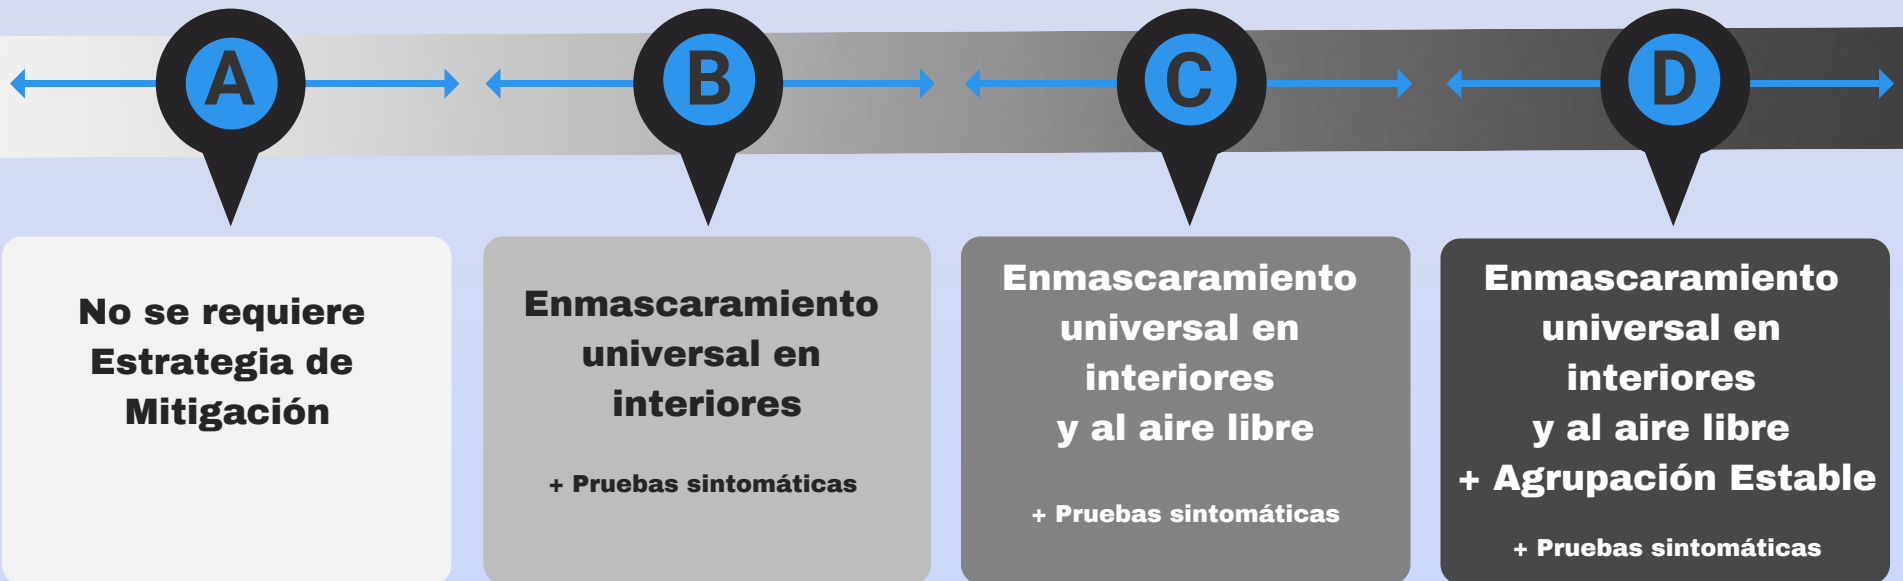 A
B
C
D
No se requiere
Estrategia de
Mitigación
Enmascaramiento
universal en
interiores
+ Pruebas sintomáticas
Enmascaramiento
universal en
interiores
y al aire libre
+ Pruebas sintomáticas
Enmascaramiento
universal en
interiores
y al aire libre
+ Agrupación Estable
+ Pruebas sintomáticas